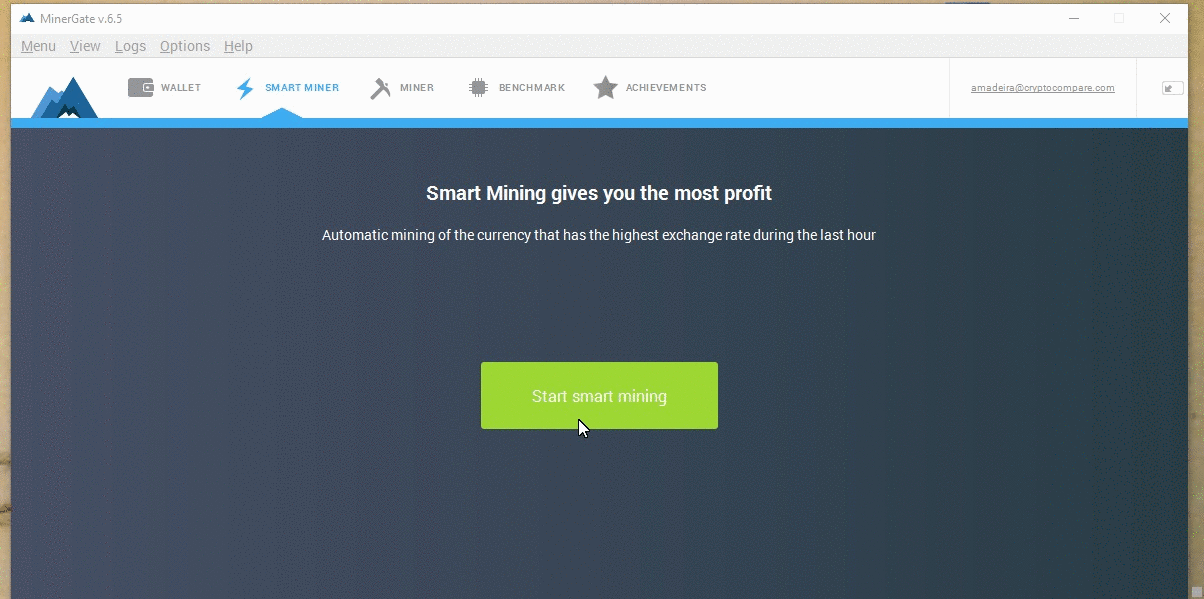 MinerGate v.6.5
Menu View Logs Options Help
WALLET SMART MINER MINER BENCHMARK ACHIEVEMENTS amadeira@cryptocompare.com
Smart Mining gives you the most profit
Automatic mining of the currency that has the highest exchange rate during the last hour
Start smart mining